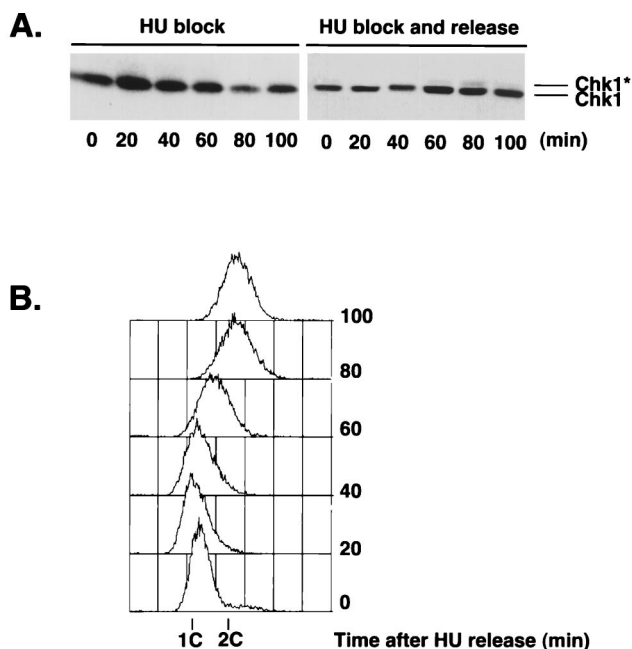 A.
HU block HU block and release
Chk1*
Chk1
0 20 40 60 80 100 0 20 40 60 80 100 (min)
B.
100
80
60
40
20
0
1C 2C Time after HU release (min)